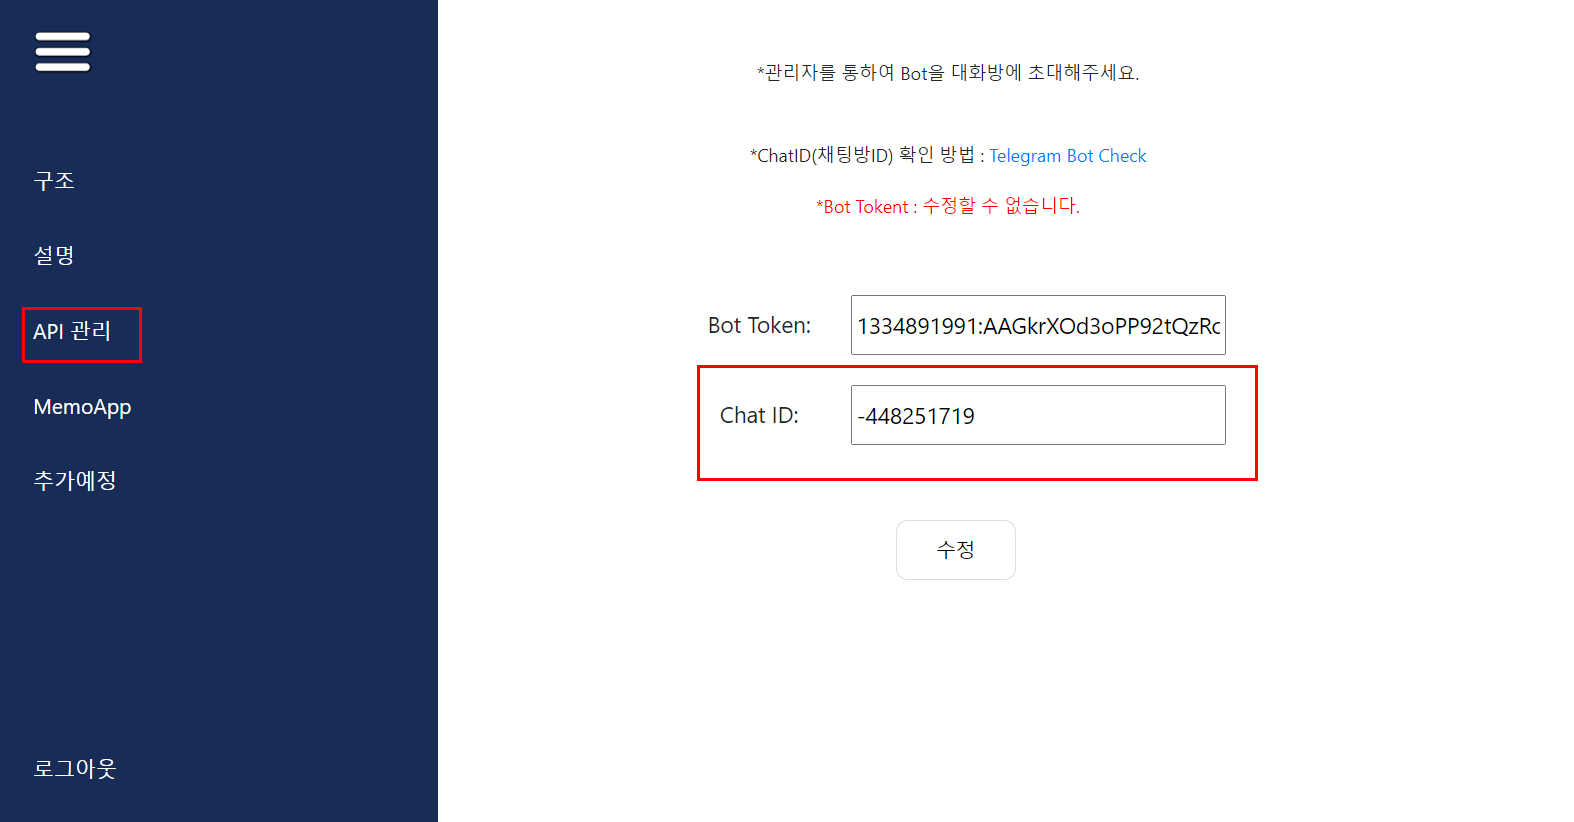 구조
설명
API 관리
MemoApp
추가예정
로그아웃
*관리자를 통하여 Bot을 대화방에 초대해주세요.
*ChatID(채팅방ID) 확인 방법 : Telegram Bot Check
*Bot Tokent : 수정할 수 없습니다.
Bot Token: 1334891991:AAGkrXOd3oPP92tQzRc
Chat ID: -448251719
수정